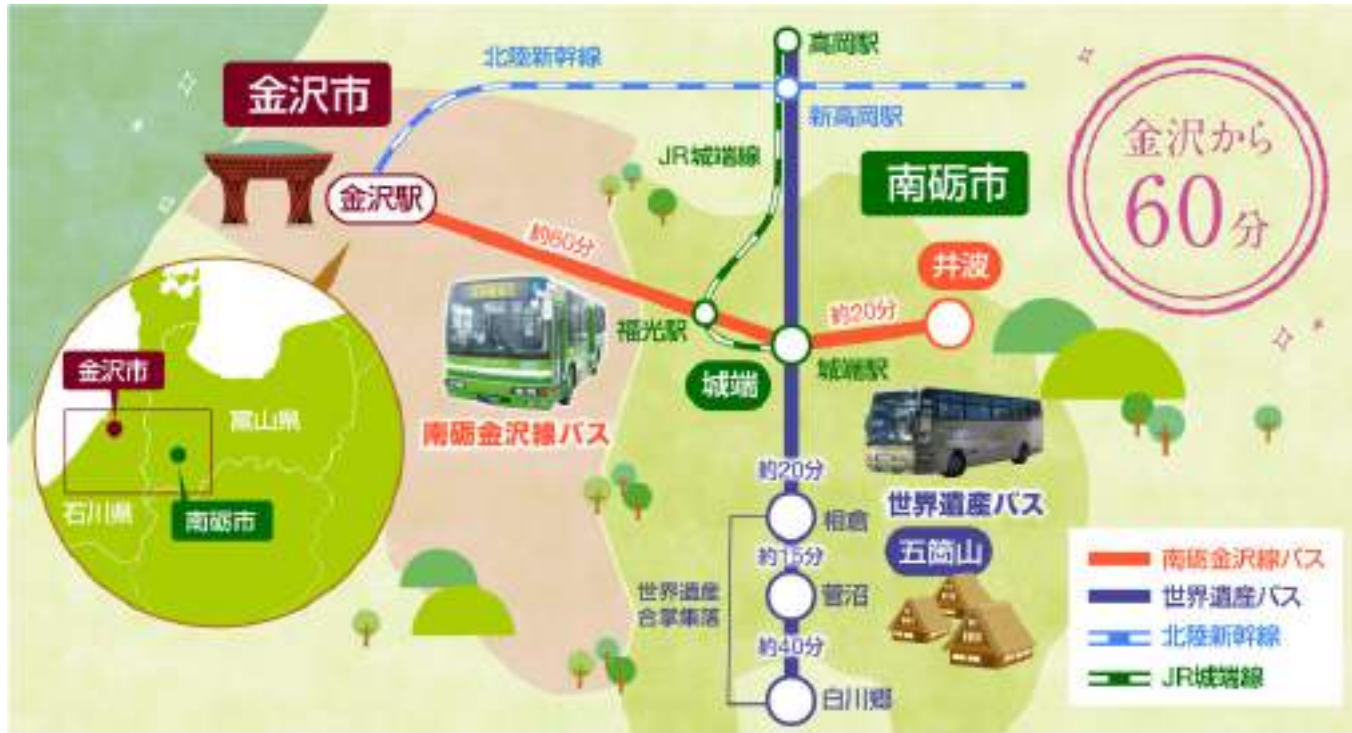 高岡駅
北陸新幹線
金沢市
新高岡駅
JR城端線
金沢から
60分
南砺市
金沢駅
約60分
井波
約20分
福光駅
城端
城端駅
金沢市
富山県
石川県
南砺市
南砺金沢線バス
約20分
世界遺産バス
相倉
五箇山
約15分
世界遺産
合掌集落
菅沼
約40分
白川郷
南砺金沢線バス
世界遺産バス
北陸新幹線
JR城端線